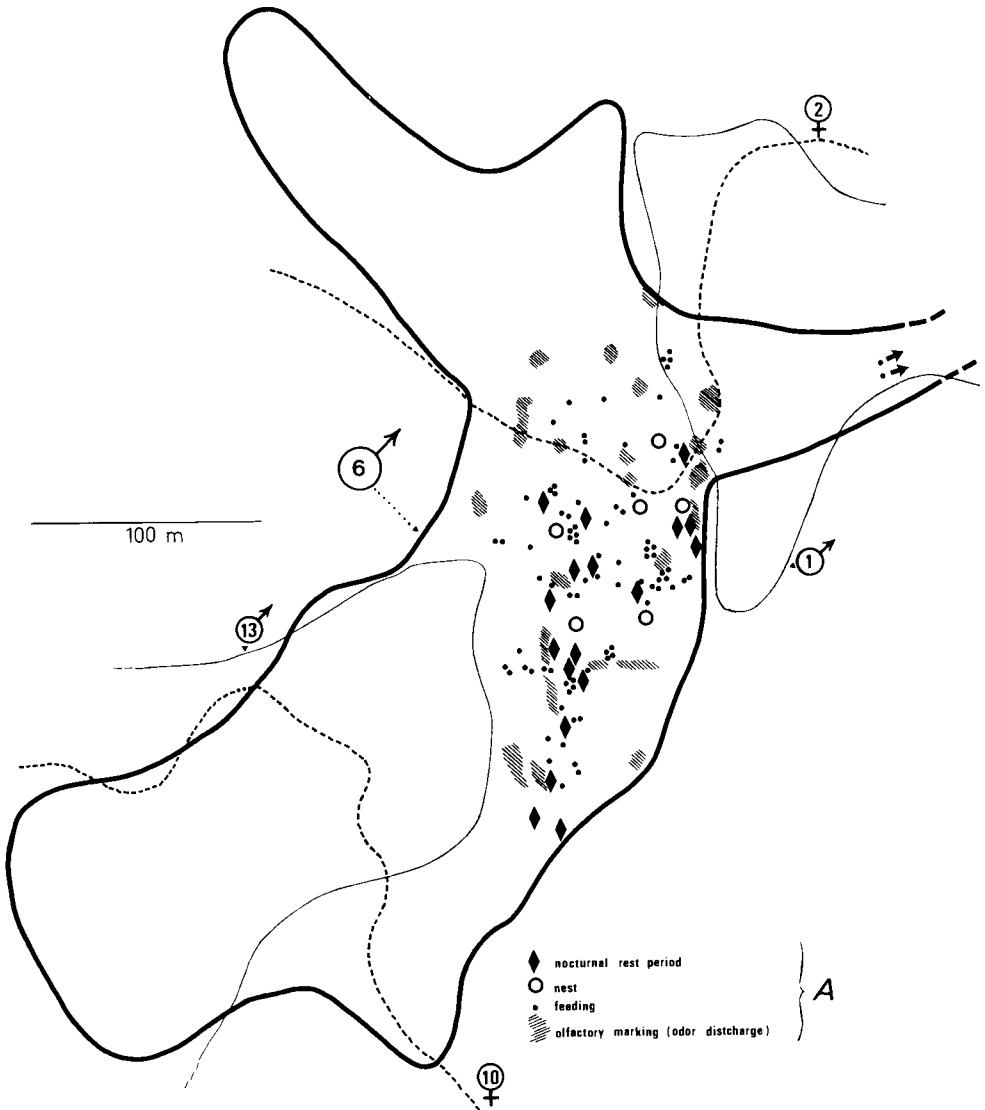 2
6
100 m
1
13
nocturnal rest period
nest
feeding
olfactory marking (odor distcharge)
A
10